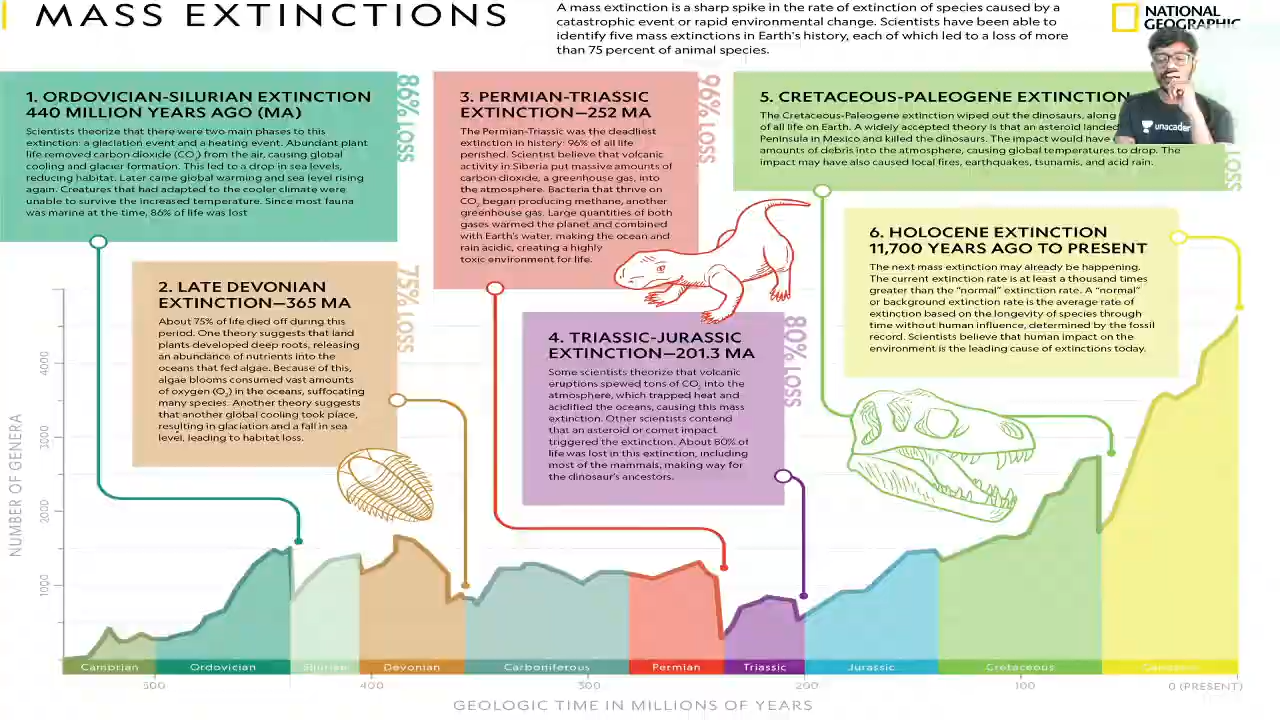 MASS EXTINCTIONS
A mass extinction is a sharp spike in the rate of extinction of species caused by a
catastrophic event or rapid environmental change. Scientists have been able to
identify five mass extinctions in Earth's history, each of which led to a loss of more
than 75 percent of animal species.
NATIONAL
GEOGRAPHIC
1. ORDOVICIAN-SILURIAN EXTINCTION
440 MILLION YEARS AGO (MA)
Scientists theorize that there were two main phases to this
extinction: a glaciation event and a heating event. Abundant plant
life removed carbon dioxide (CO₂) from the air, causing global
cooling and glacier formation. This led to a drop in sea levels,
reducing habitat. Later came global warming and sea level rising
again. Creatures that had adapted to the cooler climate were
unable to survive the increased temperature. Since most fauna
was marine at the time, 86% of life was lost
86% LOSS
2. LATE DEVONIAN
EXTINCTION—365 MA
About 75% of life died off during this
period. One theory suggests that land
plants developed deep roots, releasing
an abundance of nutrients into the
oceans that fed algae. Because of this,
algae blooms consumed vast amounts
of oxygen (O₂) in the oceans, suffocating
many species. Another theory suggests
that another global cooling took place,
resulting in glaciation and a fall in sea
level, leading to habitat loss.
75% LOSS
3. PERMIAN-TRIASSIC
EXTINCTION—252 MA
The Permian-Triassic was the deadliest
extinction in history: 96% of all life
perished. Scientist believe that volcanic
activity in Siberia put massive amounts of
carbon dioxide, a greenhouse gas, into
the atmosphere. Bacteria that thrive on
CO₂ began producing methane, another
greenhouse gas. Large quantities of both
gases warmed the planet and combined
with Earth's water, making the ocean and
rain acidic, creating a highly
toxic environment for life.
96% LOSS
4. TRIASSIC-JURASSIC
EXTINCTION—201.3 MA
Some scientists theorize that volcanic
eruptions spewed tons of CO₂ into the
atmosphere, which trapped heat and
acidified the oceans, causing this mass
extinction. Other scientists contend
that an asteroid or comet impact
triggered the extinction. About 80% of
life was lost in this extinction, including
most of the mammals, making way for
the dinosaur's ancestors.
80% LOSS
5. CRETACEOUS-PALEOGENE EXTINCTION
The Cretaceous-Paleogene extinction wiped out the dinosaurs, along
of all life on Earth. A widely accepted theory is that an asteroid landed
Peninsula in Mexico and killed the dinosaurs. The impact would have
amounts of debris into the atmosphere, causing global temperatures to drop. The
impact may have also caused local fires, earthquakes, tsunamis, and acid rain.
LOSS
unacademy
6. HOLOCENE EXTINCTION
11,700 YEARS AGO TO PRESENT
The next mass extinction may already be happening.
The current extinction rate is at least a thousand times
greater than the "normal" extinction rate. A "normal"
or background extinction rate is the average rate of
extinction based on the longevity of species through
time without human influence, determined by the fossil
record. Scientists believe that human impact on the
environment is the leading cause of extinctions today.
NUMBER OF GENERA
4000
3000
2000
1000
Cambrian
Ordovician
Silurian
Devonian
Carboniferous
Permian
Triassic
Jurassic
Cretaceous
500
400
300
200
100
0 (PRESENT)
GEOLOGIC TIME IN MILLIONS OF YEARS